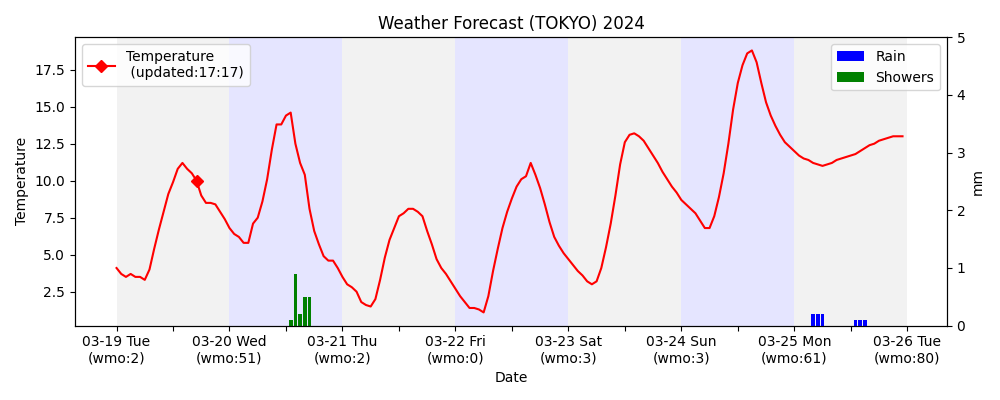 Weather Forecast (TOKYO) 2024
Temperature
(updated:17:17)
Rain
Showers
17.5
15.0
12.5
10.0
7.5
5.0
2.5
Temperature
5
4
3
2
1
0
mm
03-19 Tue
(wmo:2)
03-20 Wed
(wmo:51)
03-21 Thu
(wmo:2)
03-22 Fri
(wmo:0)
03-23 Sat
(wmo:3)
03-24 Sun
(wmo:3)
03-25 Mon
(wmo:61)
03-26 Tue
(wmo:80)
Date